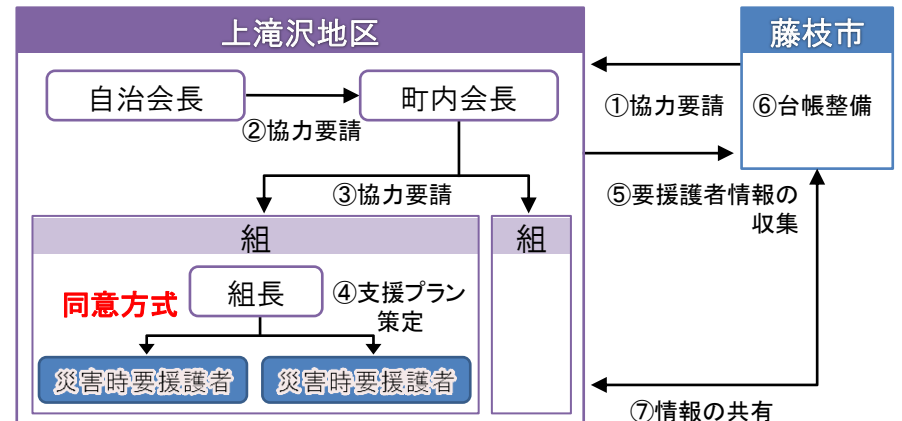 上滝沢地区
藤枝市
自治会長
町内会長
①協力要請
⑥台帳整備
②協力要請
③協力要請
⑤要援護者情報の
収集
組
組
同意方式
組長
④支援プラン
策定
災害時要援護者
災害時要援護者
⑦情報の共有